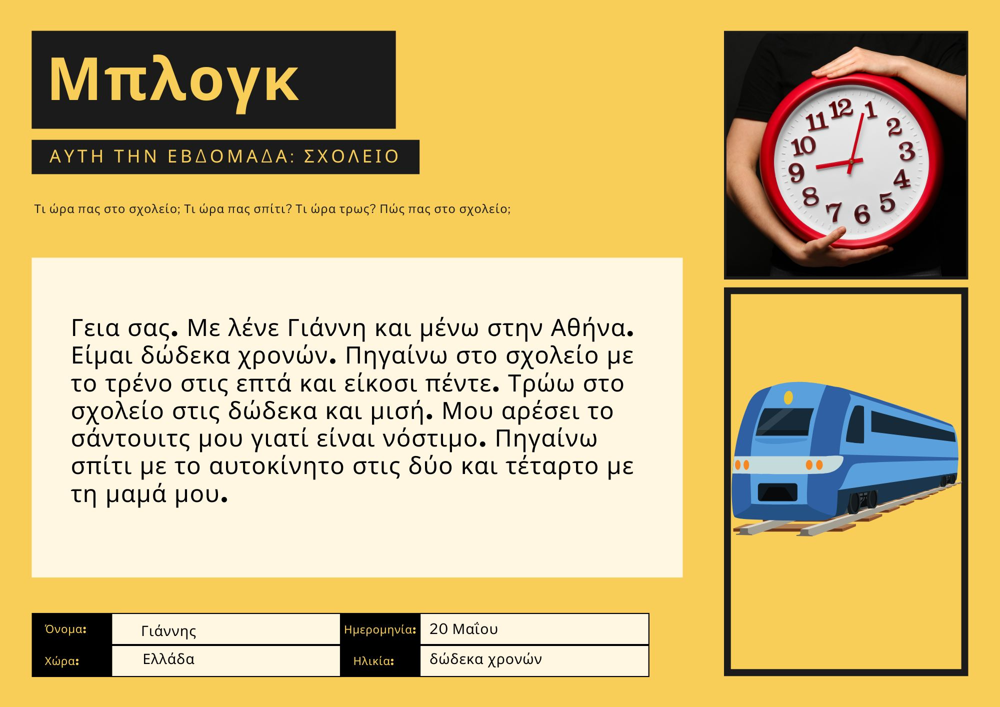 Μπλογκ
ΑΥΤΗ ΤΗΝ ΕΒΔΟΜΑΔΑ: ΣΧΟΛΕΙΟ
Τι ώρα πας στο σχολείο; Τι ώρα πας σπίτι? Τι ώρα τρως? Πώς πας στο σχολείο;
Γεια σας. Με λένε Γιάννη και μένω στην Αθήνα.
Είμαι δώδεκα χρονών. Πηγαίνω στο σχολείο με
το τρένο στις επτά και είκοσι πέντε. Τρώω στο
σχολείο στις δώδεκα και μισή. Μου αρέσει το
σάντουιτς μου γιατί είναι νόστιμο. Πηγαίνω
σπίτι με το αυτοκίνητο στις δύο και τέταρτο με
τη μαμά μου.
Όνομα: Γιάννης Ημερομηνία: 20 Μαΐου
Χώρα: Ελλάδα Ηλικία: δώδεκα χρονών
12
1
2
3
4
5
6
7
8
9
10
11